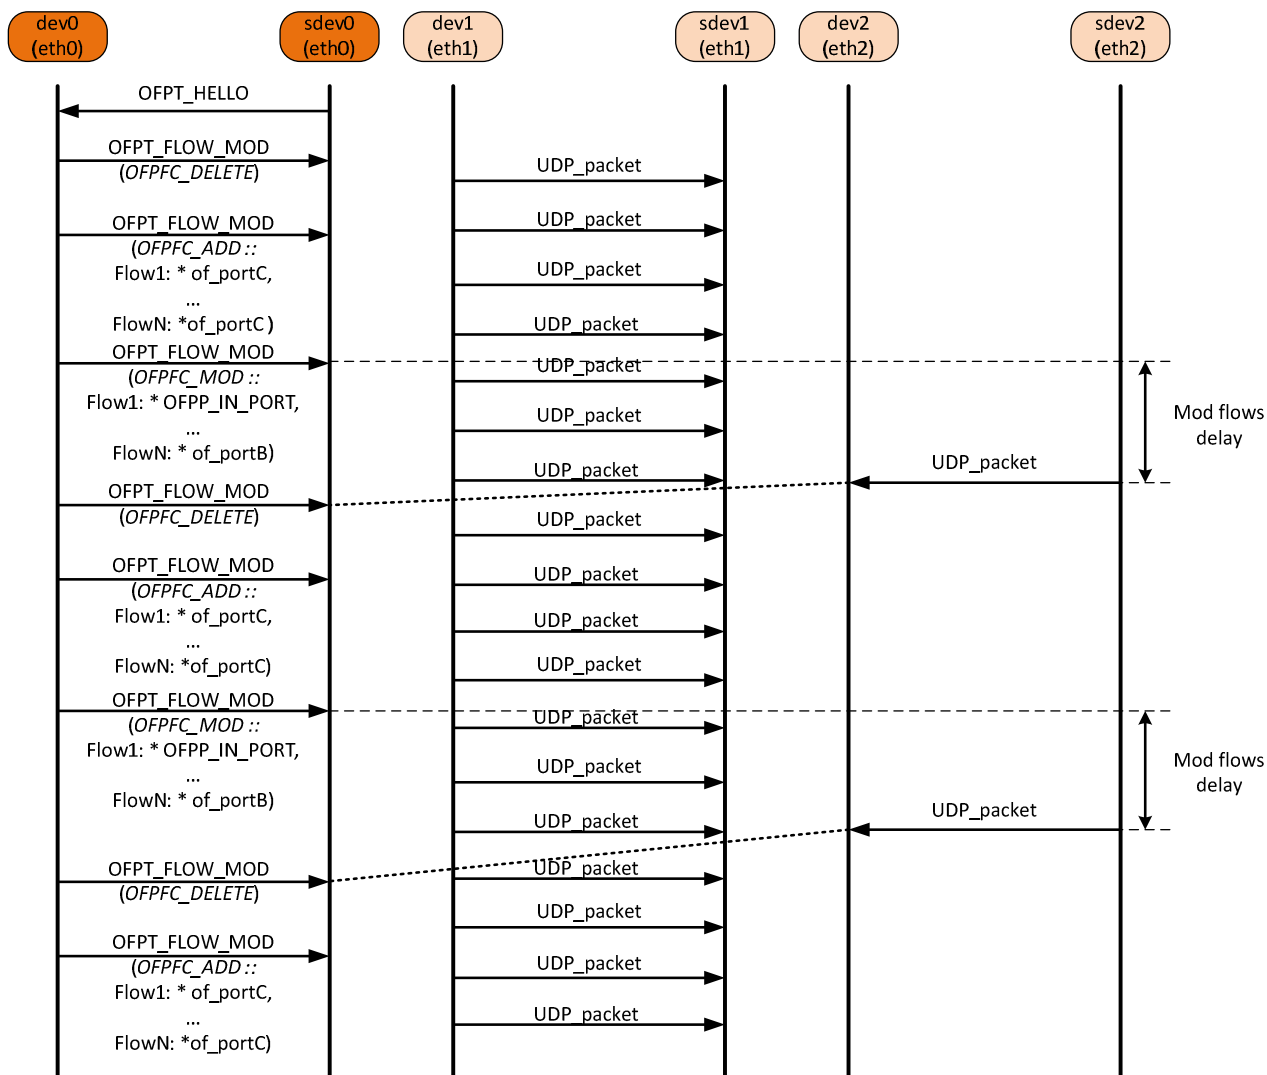 dev0
(eth0)
sdev0
(eth0)
dev1
(eth1)
sdev1
(eth1)
dev2
(eth2)
sdev2
(eth2)
OFPT_HELLO
OFPT_FLOW_MOD
(OFPFC_DELETE)
UDP_packet
OFPT_FLOW_MOD
(OFPFC_ADD ::
Flow1: * of_portC,
...
FlowN: *of_portC )
UDP_packet
UDP_packet
UDP_packet
OFPT_FLOW_MOD
(OFPFC_MOD ::
Flow1: * OFPP_IN_PORT,
...
FlowN: * of_portB)
UDP_packet
UDP_packet
UDP_packet
UDP_packet
Mod flows
delay
OFPT_FLOW_MOD
(OFPFC_DELETE)
UDP_packet
OFPT_FLOW_MOD
(OFPFC_ADD ::
Flow1: * of_portC,
...
FlowN: *of_portC)
UDP_packet
UDP_packet
UDP_packet
OFPT_FLOW_MOD
(OFPFC_MOD ::
Flow1: * OFPP_IN_PORT,
...
FlowN: * of_portB)
UDP_packet
UDP_packet
UDP_packet
UDP_packet
Mod flows
delay
OFPT_FLOW_MOD
(OFPFC_DELETE)
UDP_packet
UDP_packet
OFPT_FLOW_MOD
(OFPFC_ADD ::
Flow1: * of_portC,
...
FlowN: *of_portC)
UDP_packet
UDP_packet